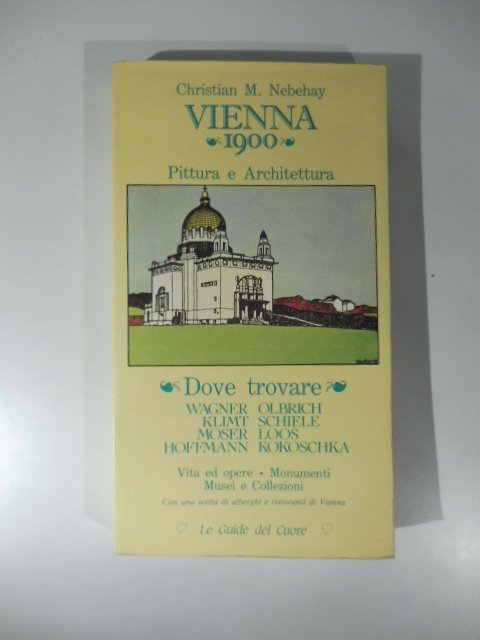 Christian M. Nebehay
VIENNA
1900
Pittura e Architettura
Dove trovare
WAGNER OLBRICH
KLIMT SCHIELE
MOSER LOOS
HOFFMANN KOKOSCHKA
Vita ed opere • Monumenti
Musei e Collezioni
Con una scelta di alberghi e ristoranti di Vienna
Le Guide del Cuore